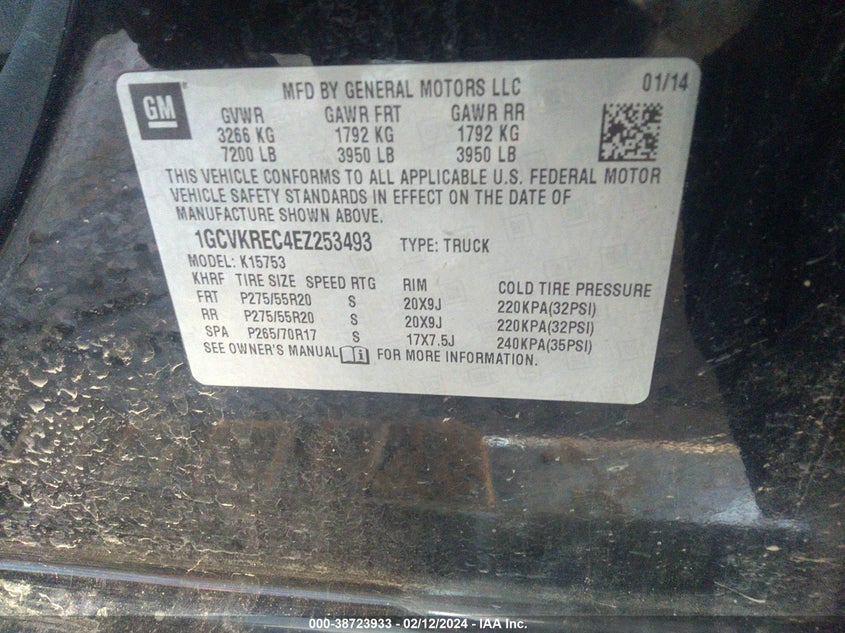 GM
MFD BY GENERAL MOTORS LLC 01/14
GVWR GAWR FRT GAWR RR
3266 KG 1792 KG 1792 KG
7200 LB 3950 LB 3950 LB
THIS VEHICLE CONFORMS TO ALL APPLICABLE U.S. FEDERAL MOTOR
VEHICLE SAFETY STANDARDS IN EFFECT ON THE DATE OF
MANUFACTURE SHOWN ABOVE.
1GCVKREC4EZ253493 TYPE: TRUCK
MODEL: K15753
KHRF TIRE SIZE SPEED RTG RIM COLD TIRE PRESSURE
FRT P275/55R20 S 20X9J 220KPA(32PSI)
RR P275/55R20 S 20X9J 220KPA(32PSI)
SPA P265/70R17 S 17X7.5J 240KPA(35PSI)
SEE OWNER'S MANUAL FOR MORE INFORMATION.
000-38723933 - 02/12/2024 - IAA Inc.